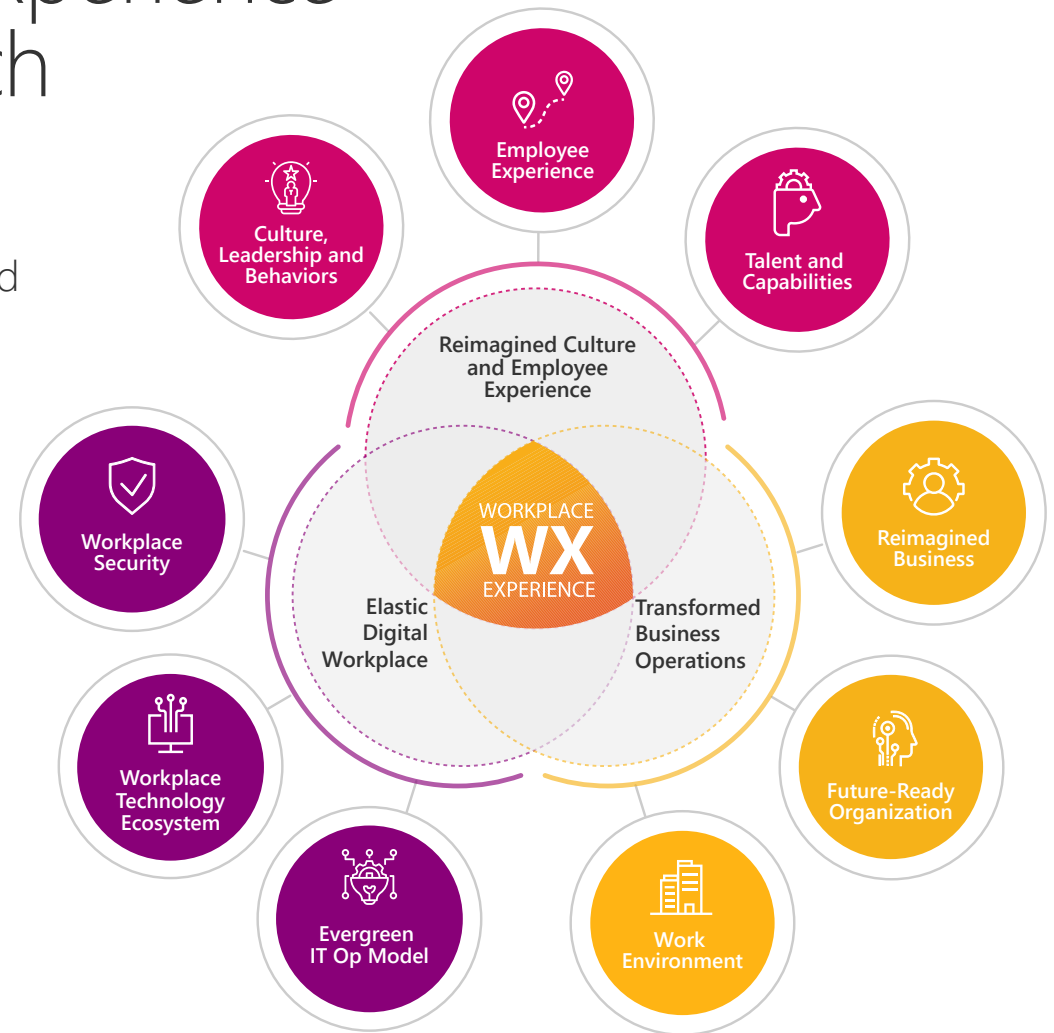 Employee
Experience
Culture,
Leadership and
Behaviors
Talent and
Capabilities
Reimagined Culture
and Employee
Experience
Workplace
Security
WORKPLACE
WX
EXPERIENCE
Reimagined
Business
Elastic
Digital
Workplace
Transformed
Business
Operations
Workplace
Technology
Ecosystem
Future-Ready
Organization
Evergreen
IT Op Model
Work
Environment